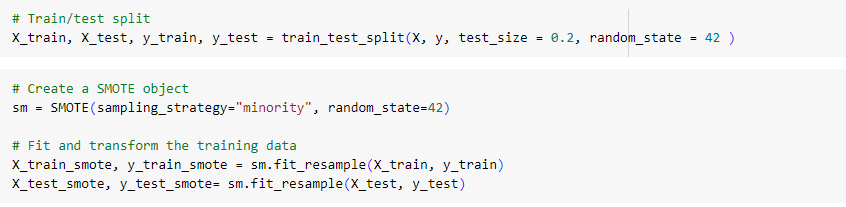 # Train/test split
X_train, X_test, y_train, y_test = train_test_split(X, y, test_size = 0.2, random_state = 42 )
# Create a SMOTE object
sm = SMOTE(sampling_strategy="minority", random_state=42)
# Fit and transform the training data
X_train_smote, y_train_smote = sm.fit_resample(X_train, y_train)
X_test_smote, y_test_smote= sm.fit_resample(X_test, y_test)